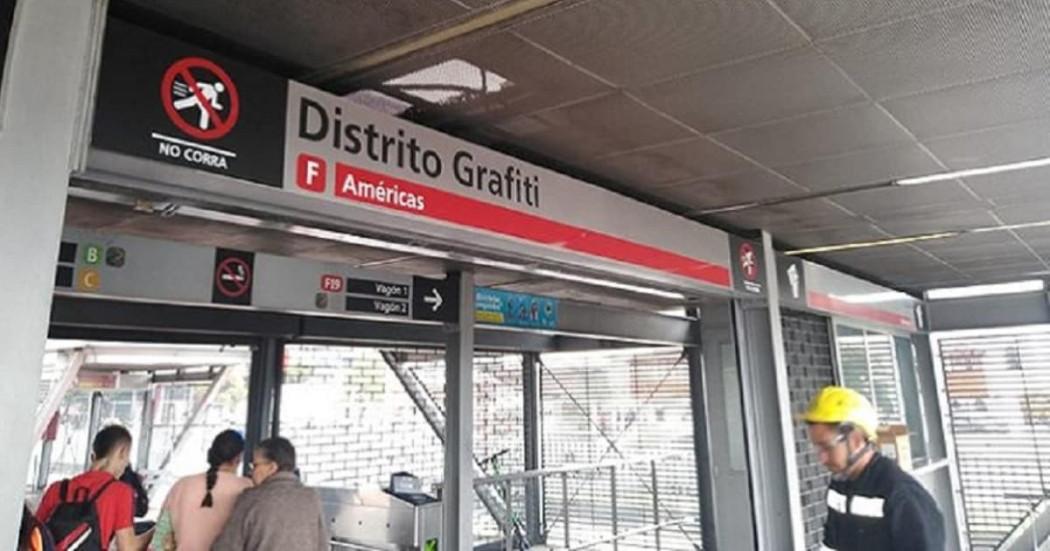 NO CORRA
Distrito Grafiti
F Américas
B
C
F19
Vagón 1
Vagón 2